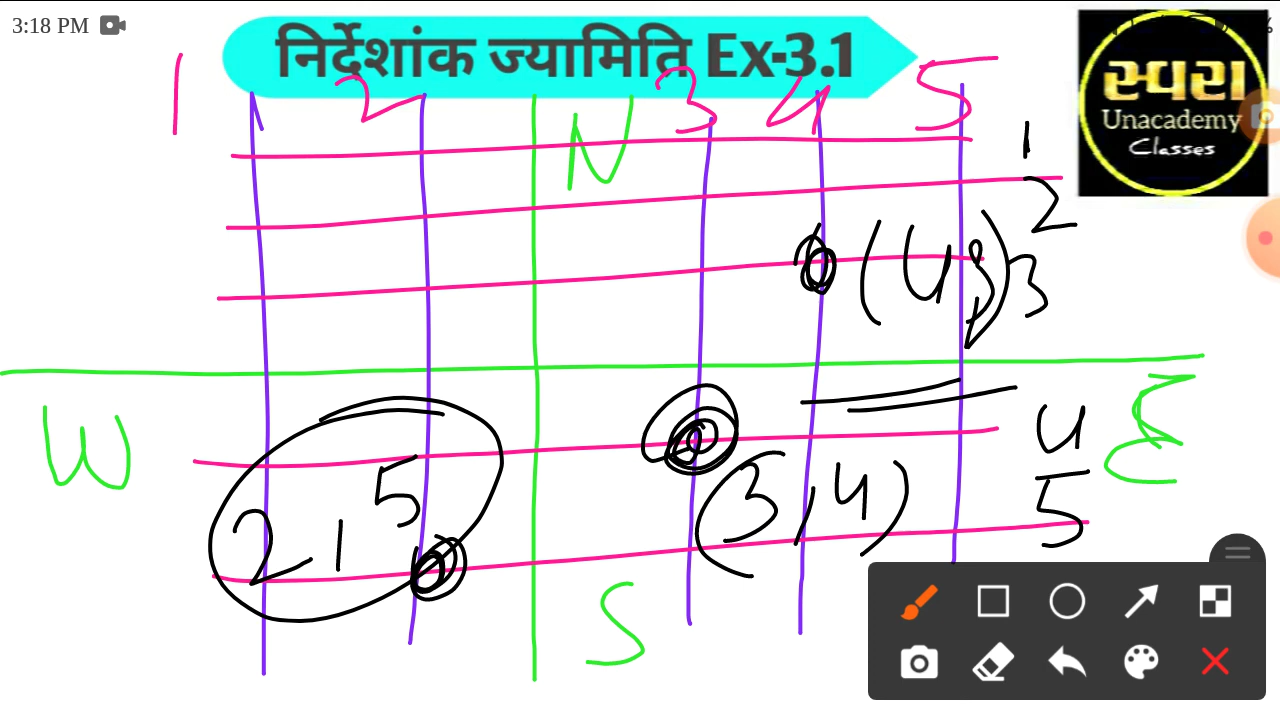 3:18 PM
निर्देशांक ज्यामिति Ex-3.1
स्परा
Unacademy
Classes
1 2 3 4 5
N
1
2
(4,3) 3
W
E
4
5
2,5
(3,4)
S